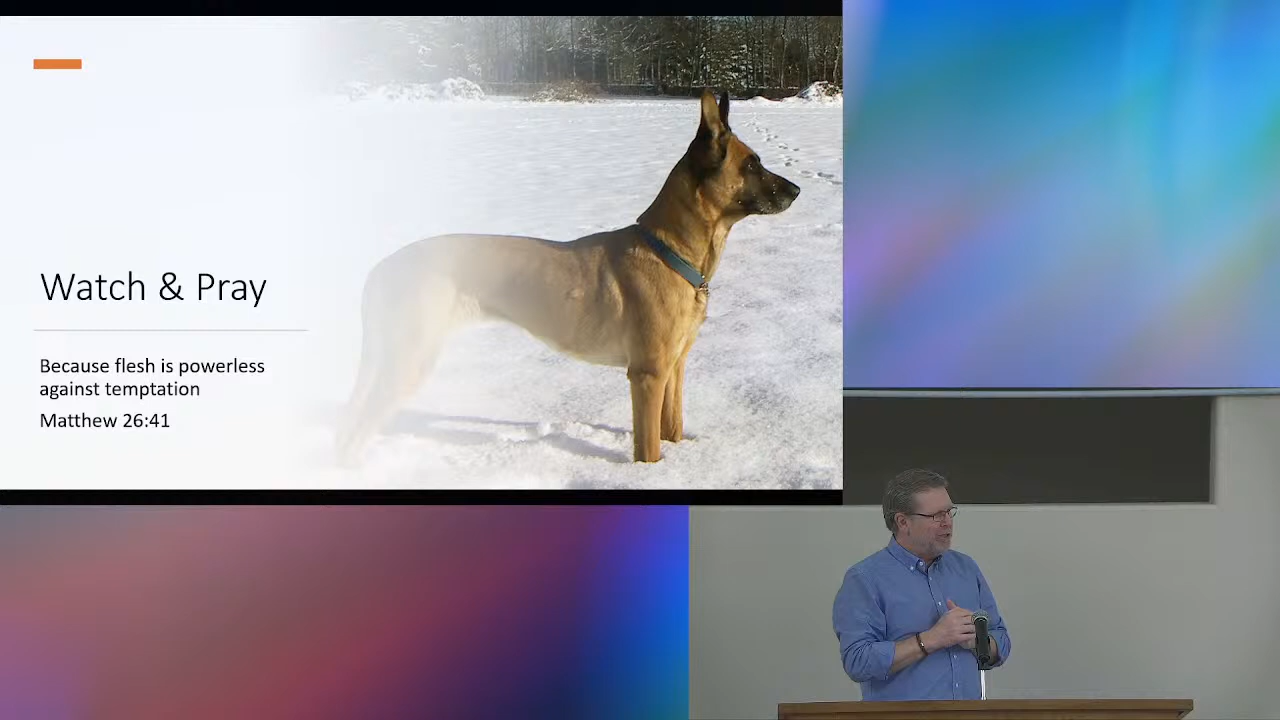 Watch & Pray
Because flesh is powerless
against temptation
Matthew 26:41